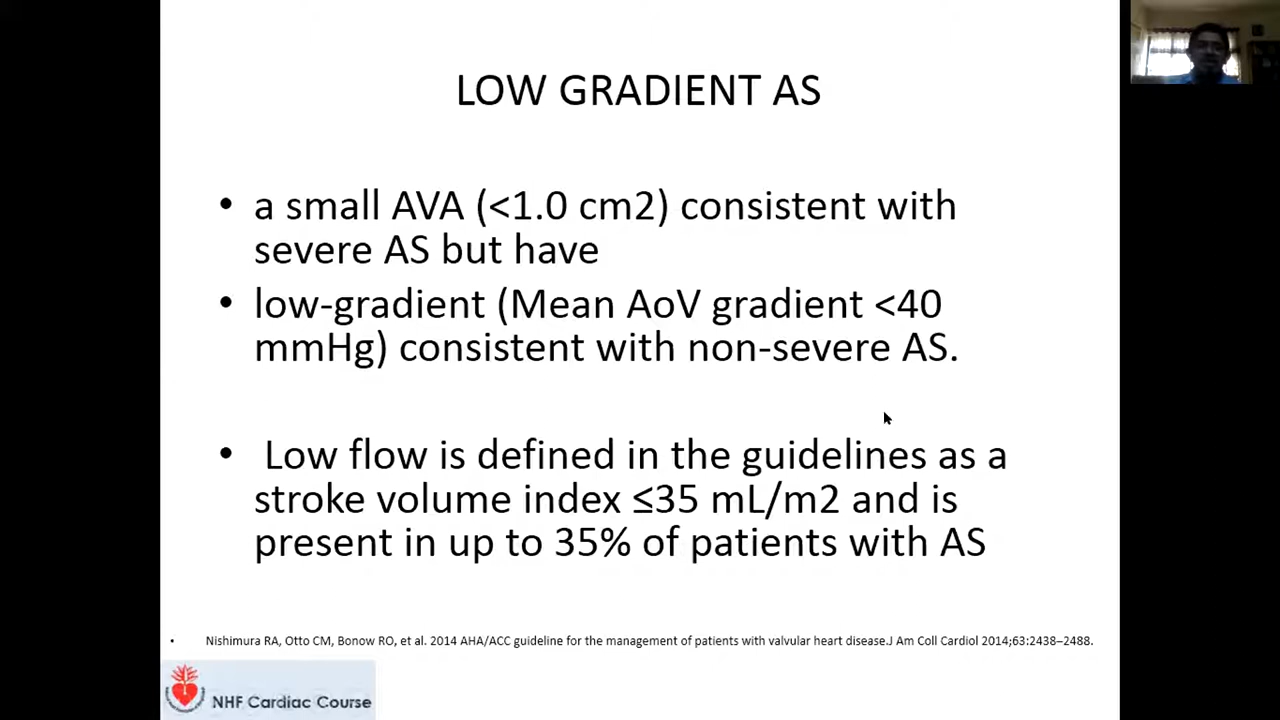 LOW GRADIENT AS
• a small AVA (<1.0 cm2) consistent with
severe AS but have
• low-gradient (Mean AoV gradient <40
mmHg) consistent with non-severe AS.
• Low flow is defined in the guidelines as a
stroke volume index ≤35 mL/m2 and is
present in up to 35% of patients with AS
• Nishimura RA, Otto CM, Bonow RO, et al. 2014 AHA/ACC guideline for the management of patients with valvular heart disease.J Am Coll Cardiol 2014;63:2438–2488.
NHF Cardiac Course